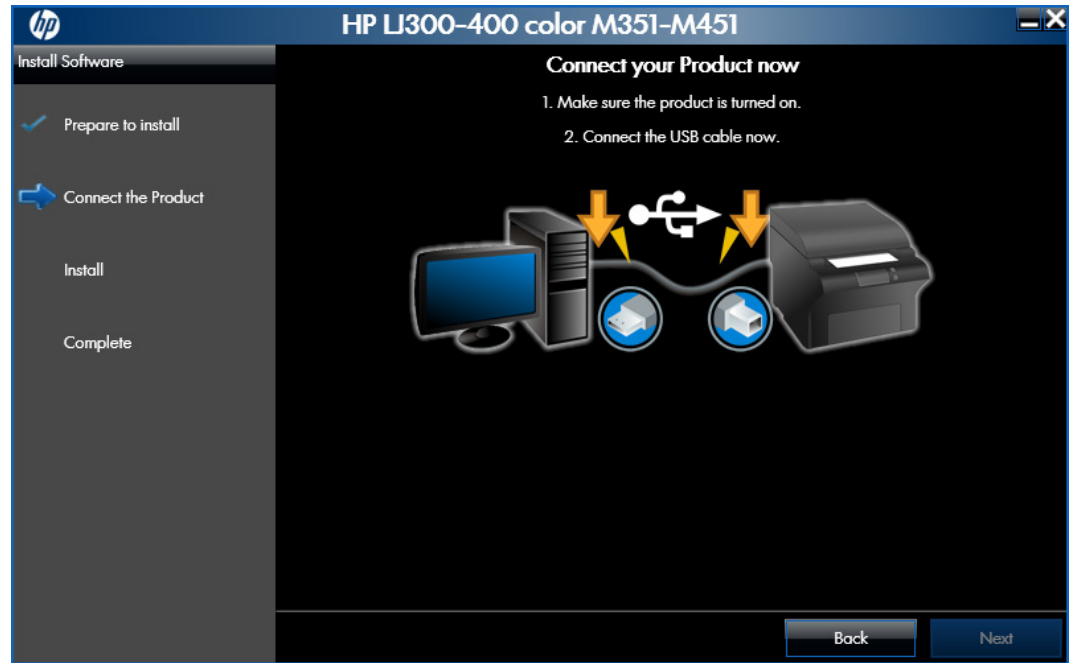 hp
HP LJ300-400 color M351-M451
Install Software
Prepare to install
Connect the Product
Install
Complete
Connect your Product now
1. Make sure the product is turned on.
2. Connect the USB cable now.
Back
Next